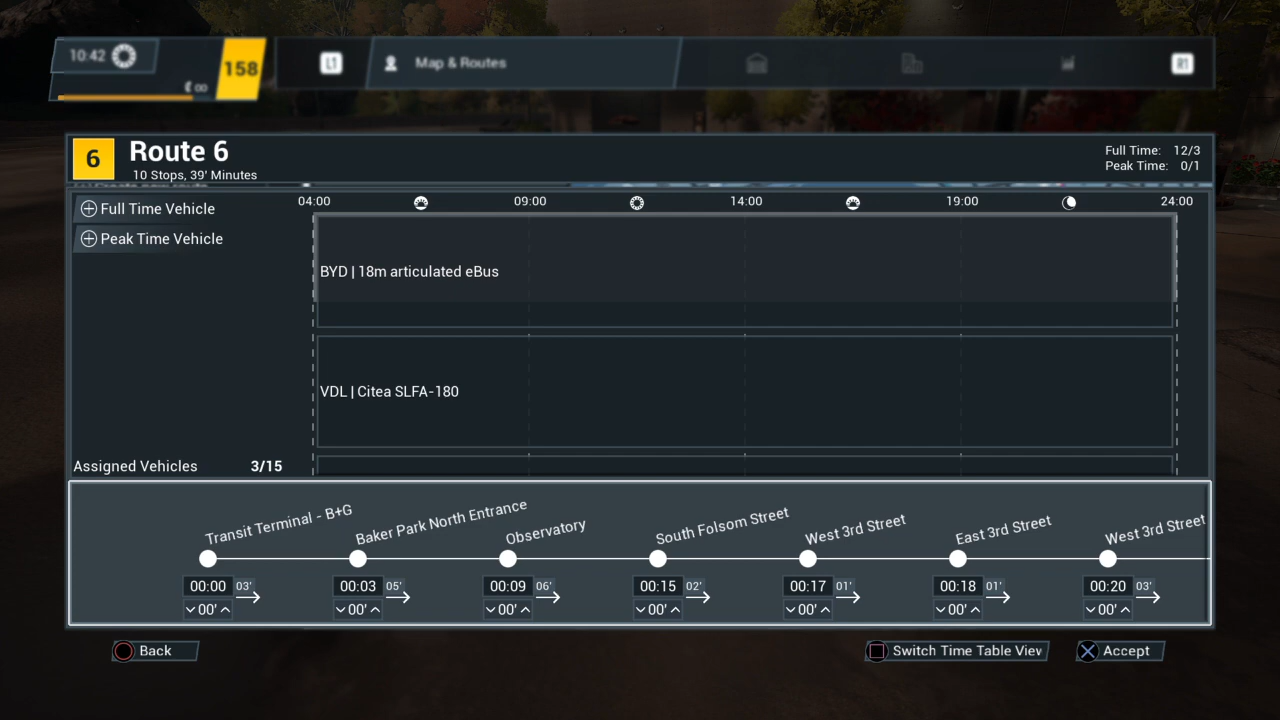 10:42
158
€ 00
L1
Map & Routes
R1
6
Route 6
10 Stops, 39' Minutes
Full Time: 12/3
Peak Time: 0/1
Full Time Vehicle
Peak Time Vehicle
04:00 09:00 14:00 19:00 24:00
BYD | 18m articulated eBus
VDL | Citea SLFA-180
Assigned Vehicles 3/15
Transit Terminal - B+G
Baker Park North Entrance
Observatory
South Folsom Street
West 3rd Street
East 3rd Street
West 3rd Street
00:00 03' 00:03 05' 00:09 06' 00:15 02' 00:17 01' 00:18 01' 00:20 03'
00' 00' 00' 00' 00' 00' 00'
Back
Switch Time Table View
Accept